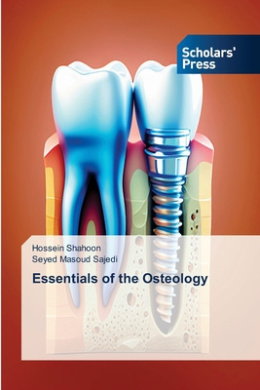 Scholars'
Press
Hossein Shahoon
Seyed Masoud Sajedi
Essentials of the Osteology